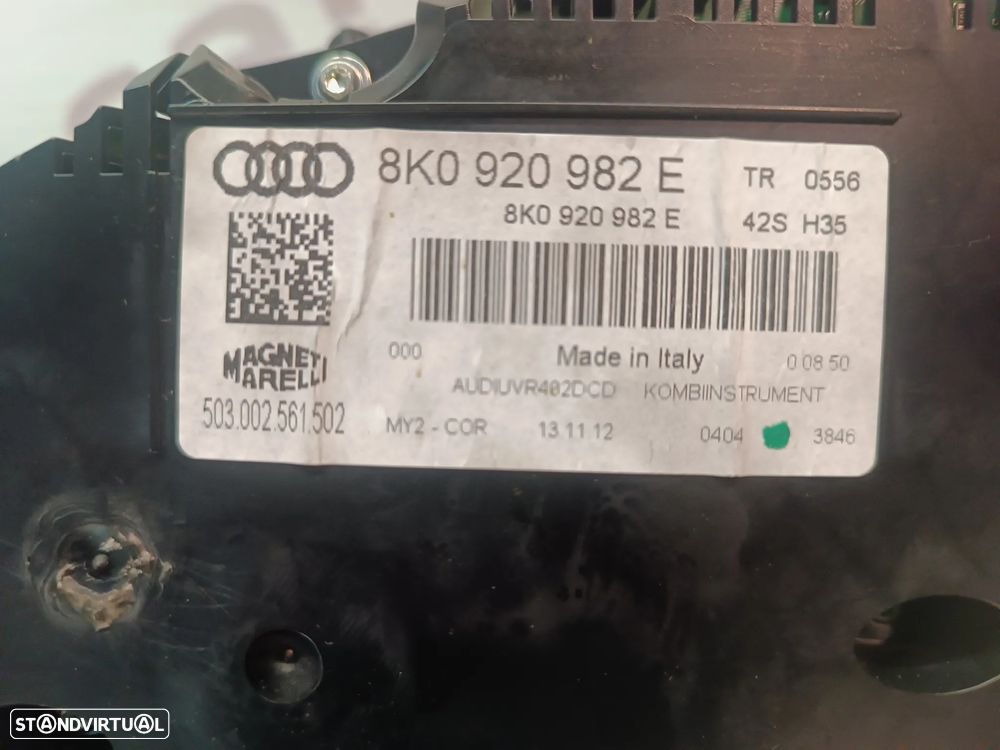 8K0 920 982 E TR 0556
8K0 920 982 E 42S H35
000 Made in Italy 0 08 50
MAGNETI
MARELLI
AUDIUVR402DCD KOMBIINSTRUMENT
503.002.561.502 MY2 - COR 13 11 12 0404 3846
STANDVIRTUAL